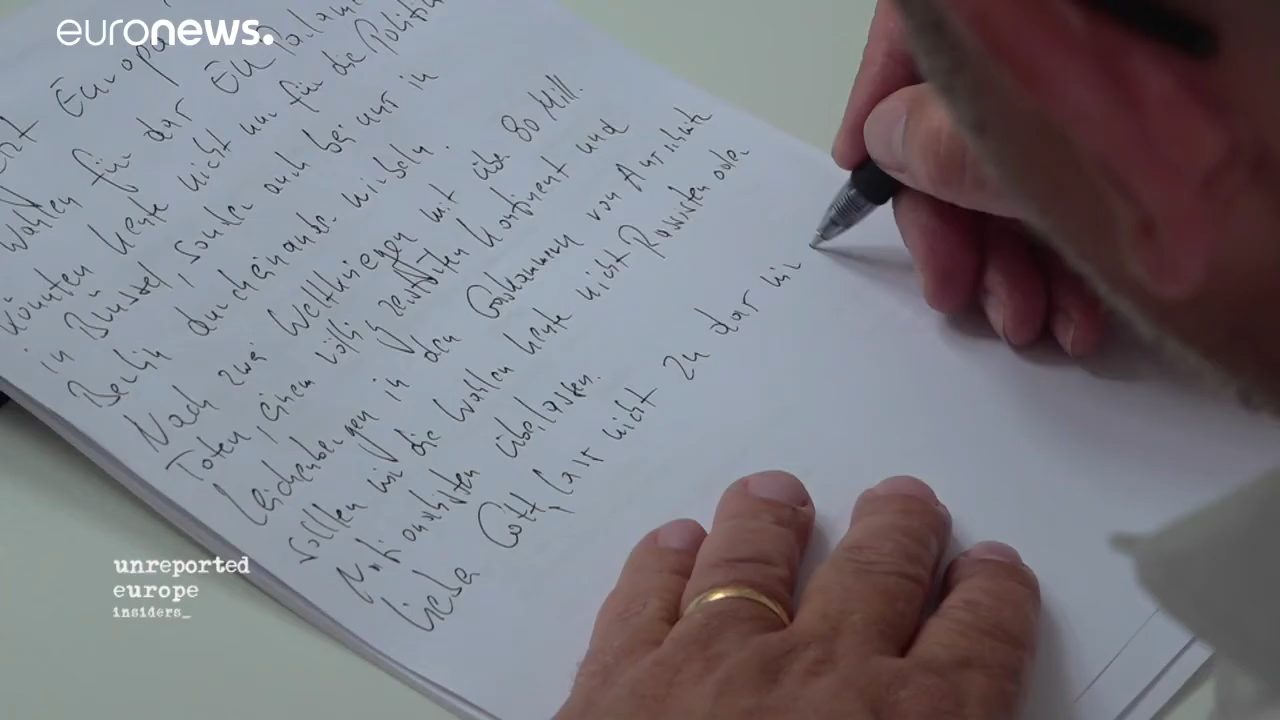 euronews.
Europa
Wahlen für das EU Parlame
könnten heute nicht nur für die Politik
in Brüssel, sondern auch bei uns in
Berlin durcheinander wirbeln.
Nach zwei Weltkriegen mit über 80 Mill.
Toten, einem völlig zerstörten Kontinent und
Leichenbergen in den Gaskammern von Auschwitz
sollten wir die Wahlen heute nicht Rassisten oder
Nationalisten überlassen.
Lieber Gott, lass nicht zu das wir
unreported
europe
insiders_